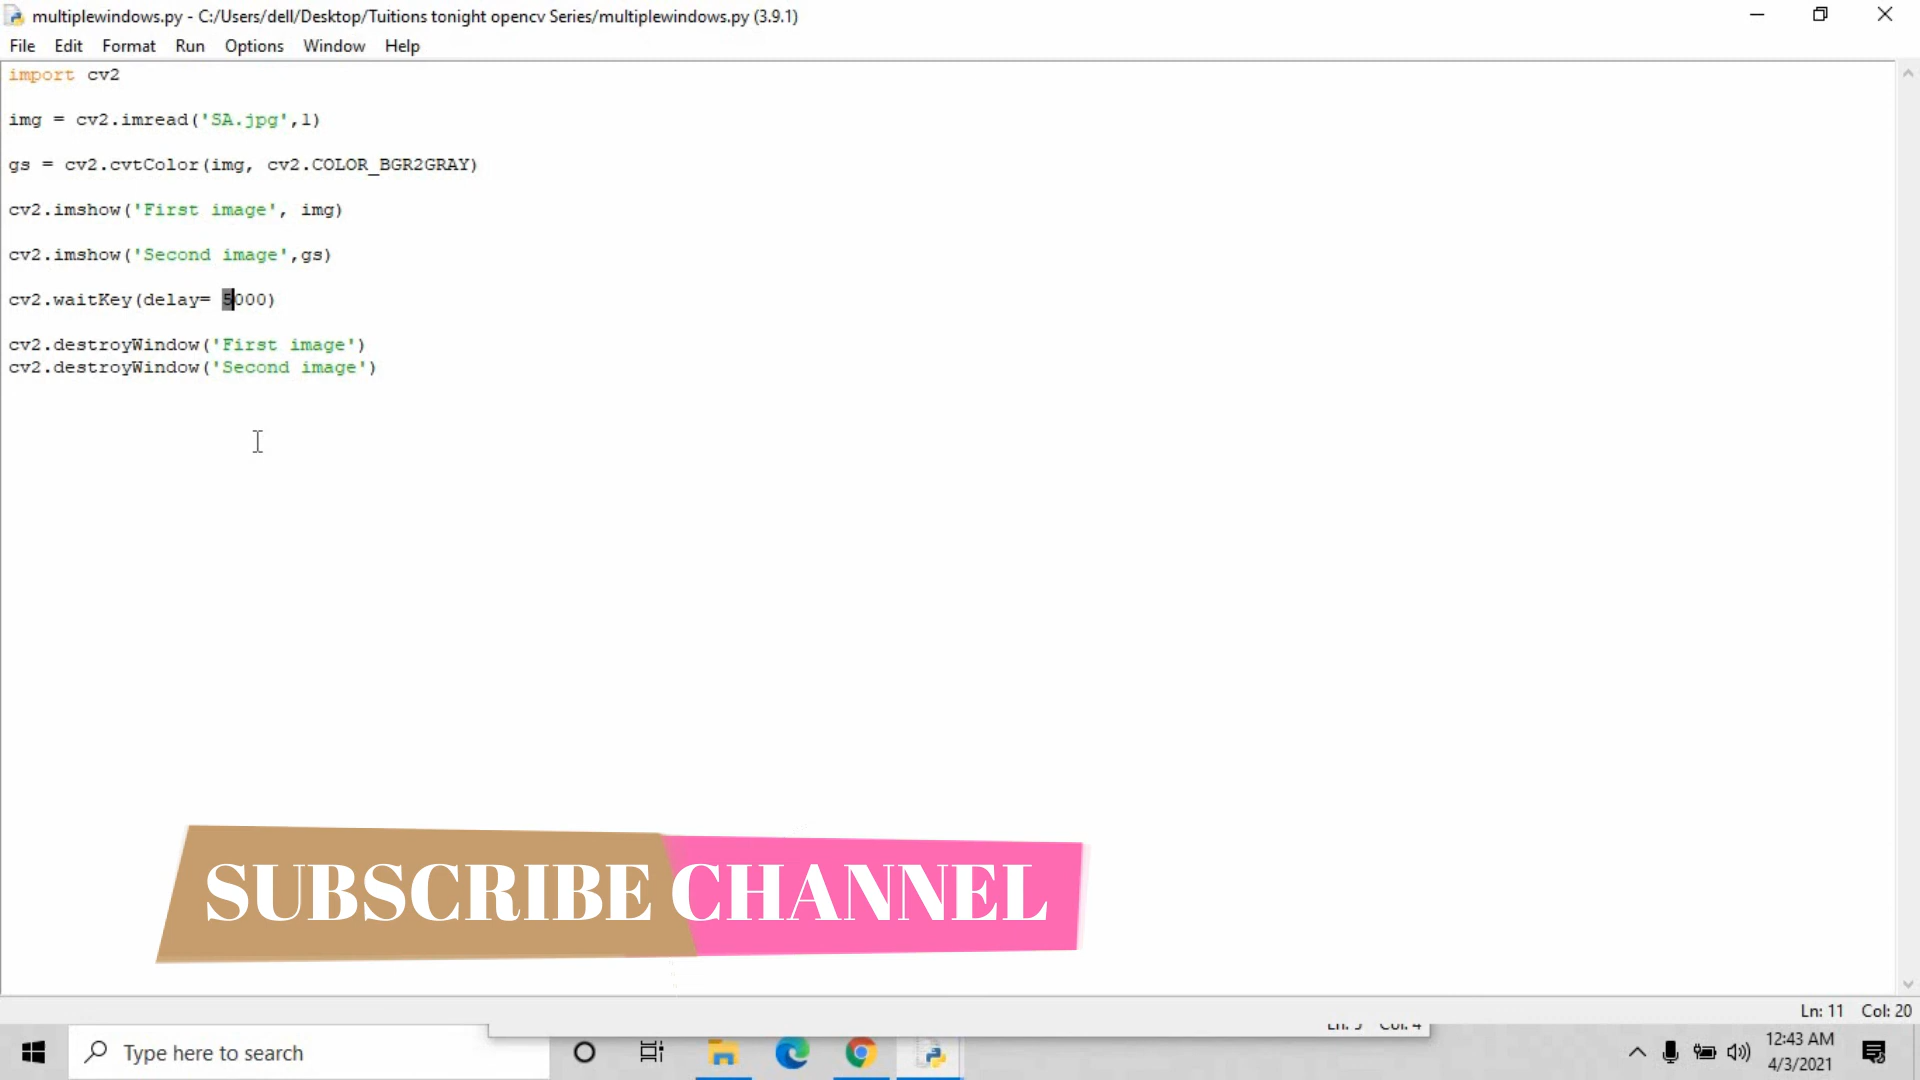 multiplewindows.py - C:/Users/dell/Desktop/Tuitions tonight opencv Series/multiplewindows.py (3.9.1)
File Edit Format Run Options Window Help
import cv2
img = cv2.imread('SA.jpg',1)
gs = cv2.cvtColor(img, cv2.COLOR_BGR2GRAY)
cv2.imshow('First image', img)
cv2.imshow('Second image',gs)
cv2.waitKey(delay= 5000)
cv2.destroyWindow('First image')
cv2.destroyWindow('Second image')
SUBSCRIBE CHANNEL
Ln: 11 Col: 20
Type here to search
12:43 AM
4/3/2021